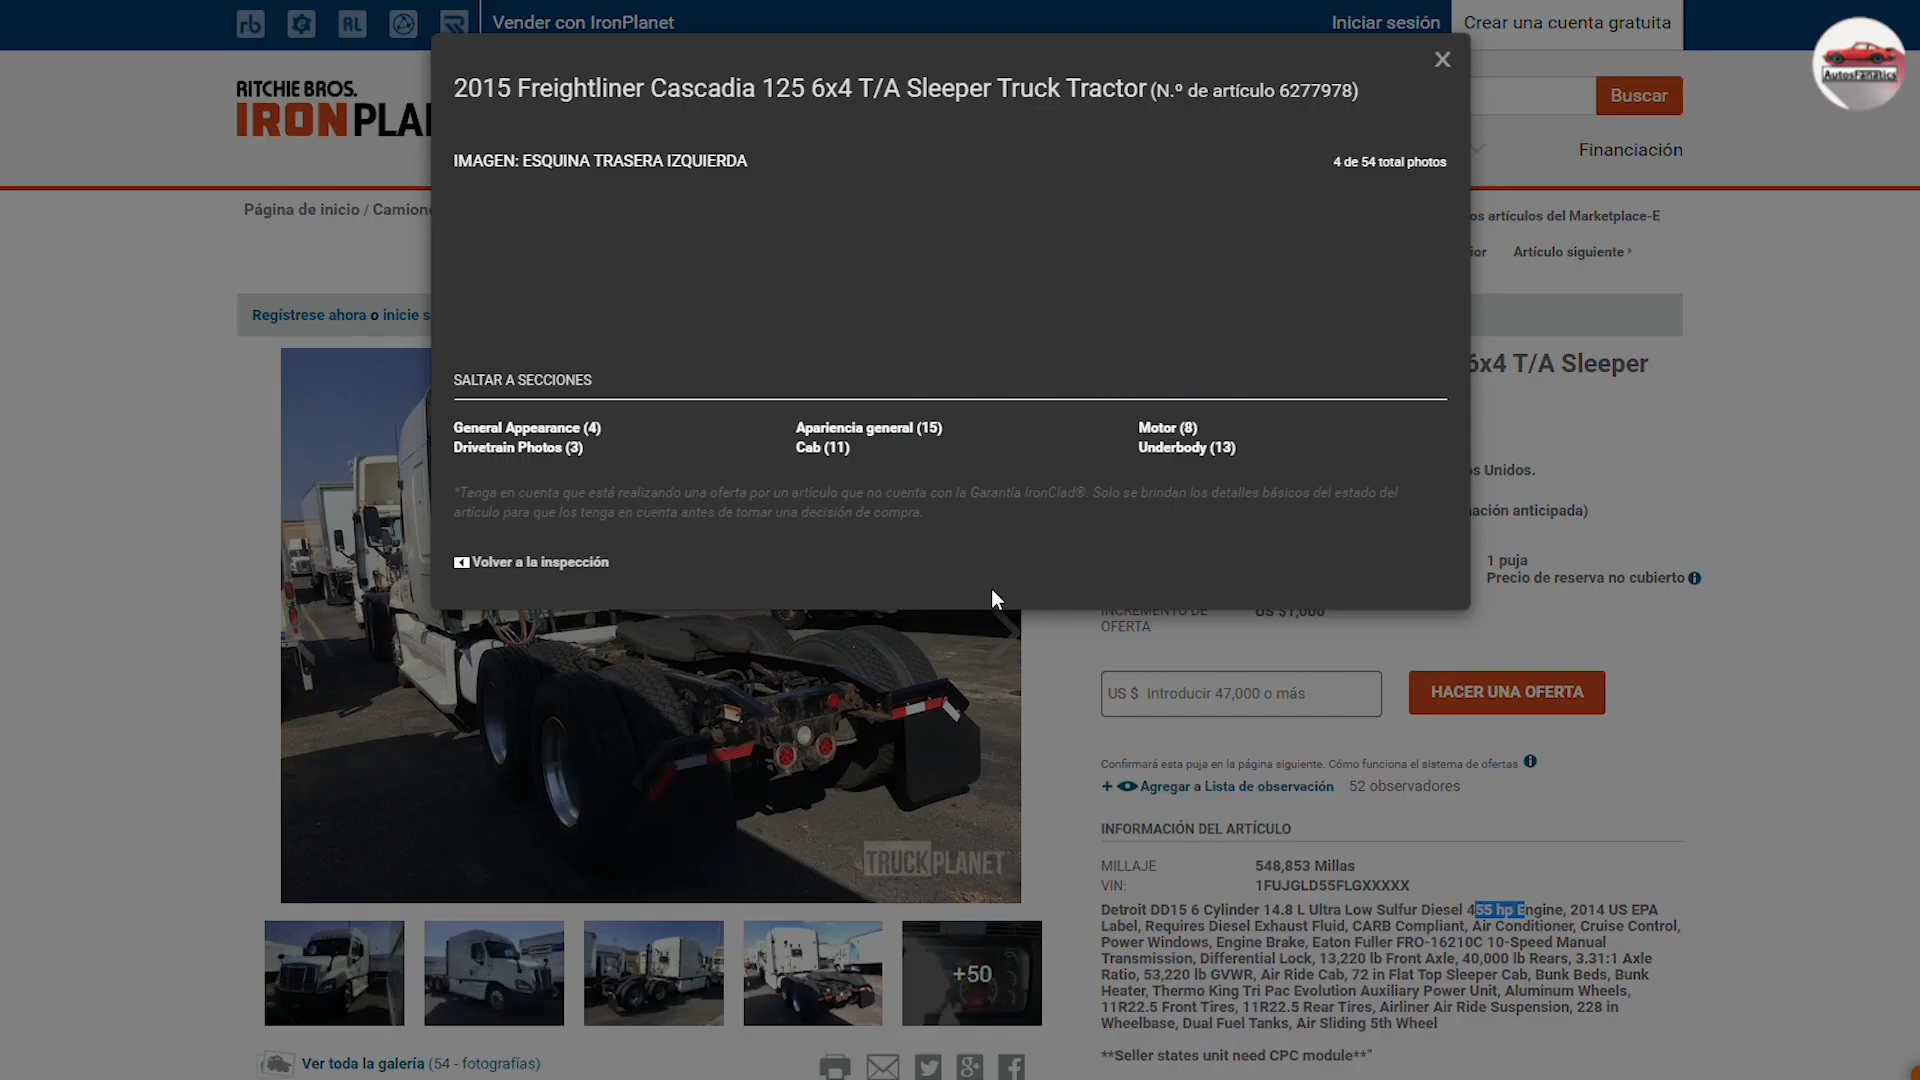 rb RL Vender con IronPlanet Iniciar sesión Crear una cuenta gratuita
AutosFanatics
X
2015 Freightliner Cascadia 125 6x4 T/A Sleeper Truck Tractor (N.º de artículo 6277978)
RITCHIE BROS.
IRONPLA
Buscar
IMAGEN: ESQUINA TRASERA IZQUIERDA 4 de 54 total photos
Financiación
Página de inicio / Camion
os artículos del Marketplace-E
ior Artículo siguiente
Regístrese ahora o inicie s
6x4 T/A Sleeper
SALTAR A SECCIONES
General Appearance (4) Apariencia general (15) Motor (8)
Drivetrain Photos (3) Cab (11) Underbody (13)
s Unidos.
*Tenga en cuenta que está realizando una oferta por un artículo que no cuenta con la Garantía IronClad®. Solo se brindan los detalles básicos del estado del
artículo para que los tenga en cuenta antes de tomar una decisión de compra.
ación anticipada)
Volver a la inspección
1 puja
Precio de reserva no cubierto
INCREMENTO DE US $1,000
OFERTA
US $ Introducir 47,000 o más
HACER UNA OFERTA
Confirmará esta puja en la página siguiente. Cómo funciona el sistema de ofertas
+ Agregar a Lista de observación 52 observadores
INFORMACIÓN DEL ARTÍCULO
TRUCKPLANET
MILLAJE 548,853 Millas
VIN: 1FUJGLD55FLGXXXXX
Detroit DD15 6 Cylinder 14.8 L Ultra Low Sulfur Diesel 455 hp Engine, 2014 US EPA
Label, Requires Diesel Exhaust Fluid, CARB Compliant, Air Conditioner, Cruise Control,
Power Windows, Engine Brake, Eaton Fuller FRO-16210C 10-Speed Manual
Transmission, Differential Lock, 13,220 lb Front Axle, 40,000 lb Rears, 3.31:1 Axle
Ratio, 53,220 lb GVWR, Air Ride Cab, 72 in Flat Top Sleeper Cab, Bunk Beds, Bunk
Heater, Thermo King Tri Pac Evolution Auxiliary Power Unit, Aluminum Wheels,
11R22.5 Front Tires, 11R22.5 Rear Tires, Airliner Air Ride Suspension, 228 in
Wheelbase, Dual Fuel Tanks, Air Sliding 5th Wheel
**Seller states unit need CPC module**"
+50
Ver toda la galería (54 - fotografías)